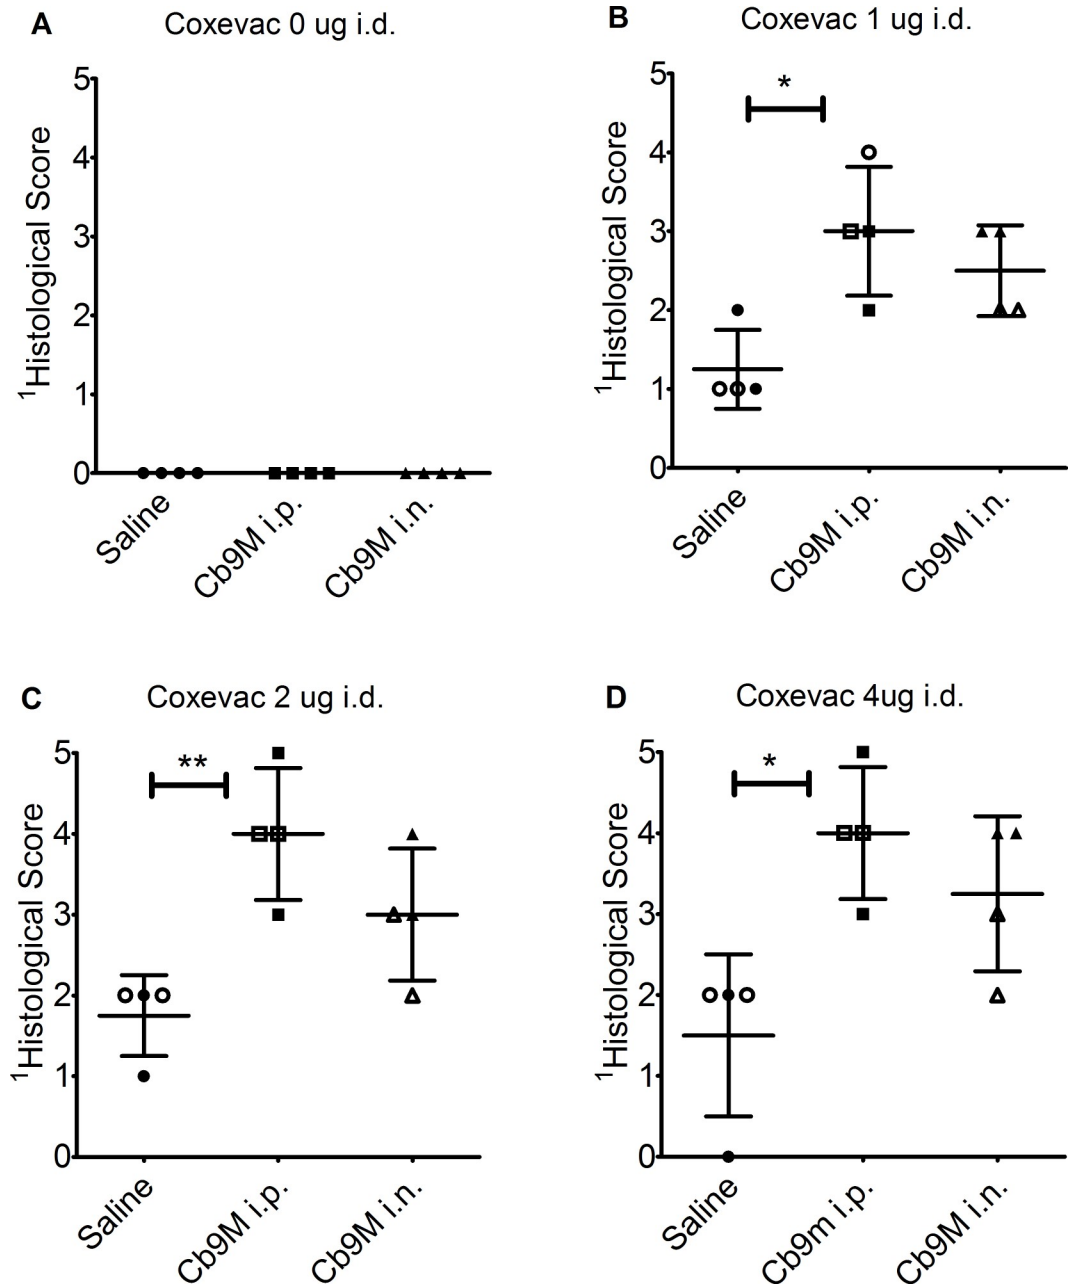 A
Coxevac 0 ug i.d.
¹Histological Score
5
4
3
2
1
0
Saline
Cb9M i.p.
Cb9M i.n.
B
Coxevac 1 ug i.d.
¹Histological Score
5
4
3
2
1
0
*
Saline
Cb9M i.p.
Cb9M i.n.
C
Coxevac 2 ug i.d.
¹Histological Score
5
4
3
2
1
0
**
Saline
Cb9M i.p.
Cb9M i.n.
D
Coxevac 4ug i.d.
¹Histological Score
5
4
3
2
1
0
*
Saline
Cb9m i.p.
Cb9M i.n.